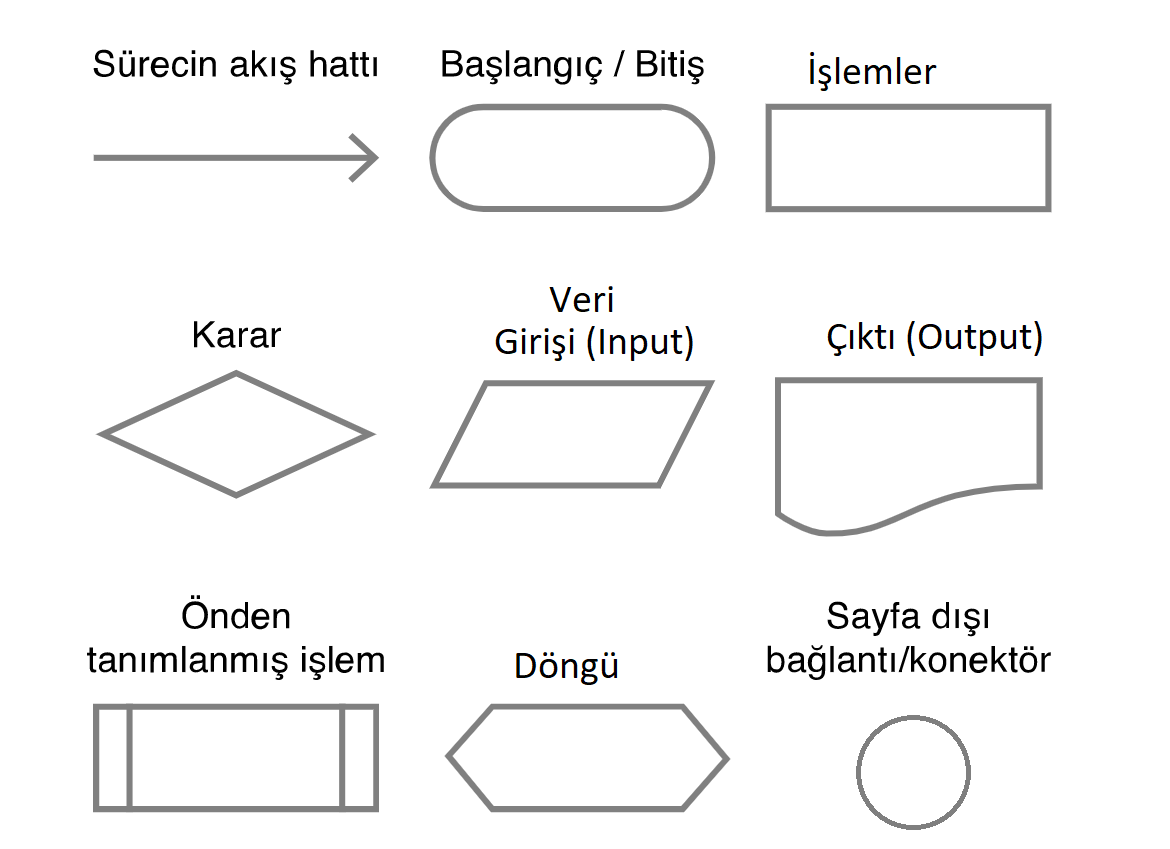 Sürecin akış hattı
Başlangıç / Bitiş
İşlemler
Karar
Veri
Girişi (Input)
Çıktı (Output)
Önden
tanımlanmış işlem
Döngü
Sayfa dışı
bağlantı/konektör